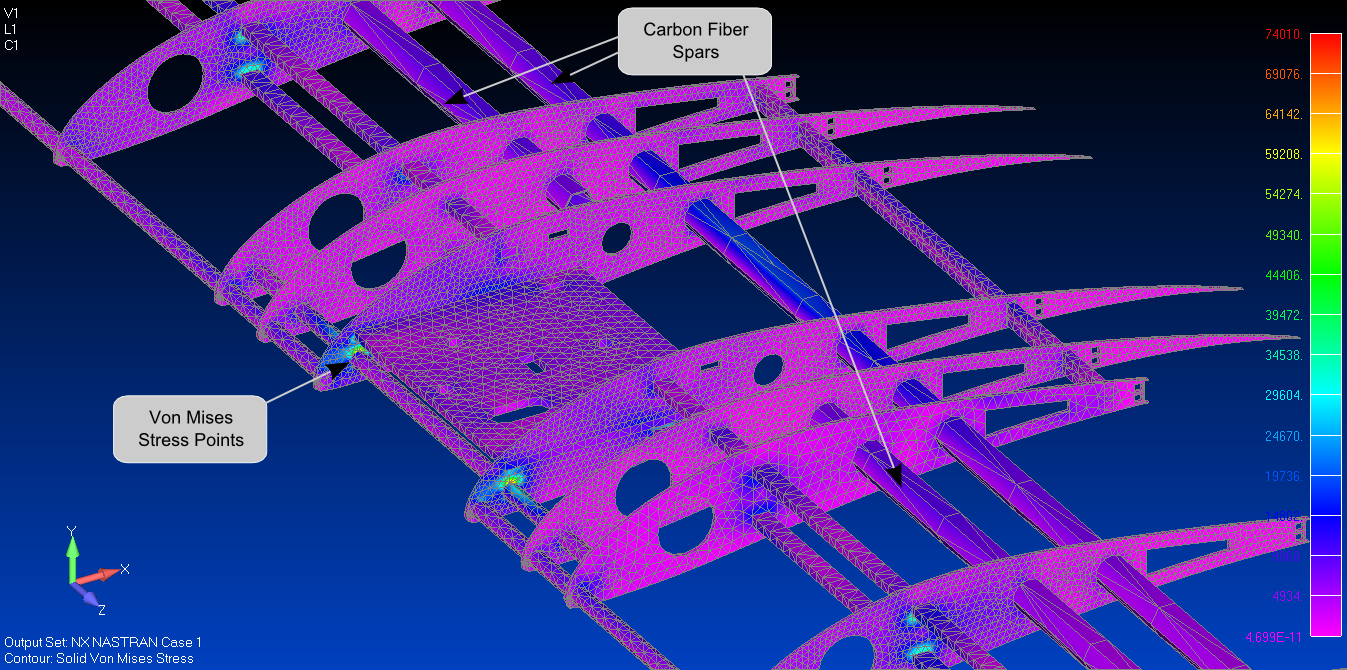 V1
L1
C1
Carbon Fiber
Spars
Von Mises
Stress Points
74010.
69076.
64142.
59208.
54274.
49340.
44406.
39472.
34538.
29604.
24670.
19736.
4934.
4.699E-11
Y
X
Z
Output Set: NX NASTRAN Case 1
Contour: Solid Von Mises Stress